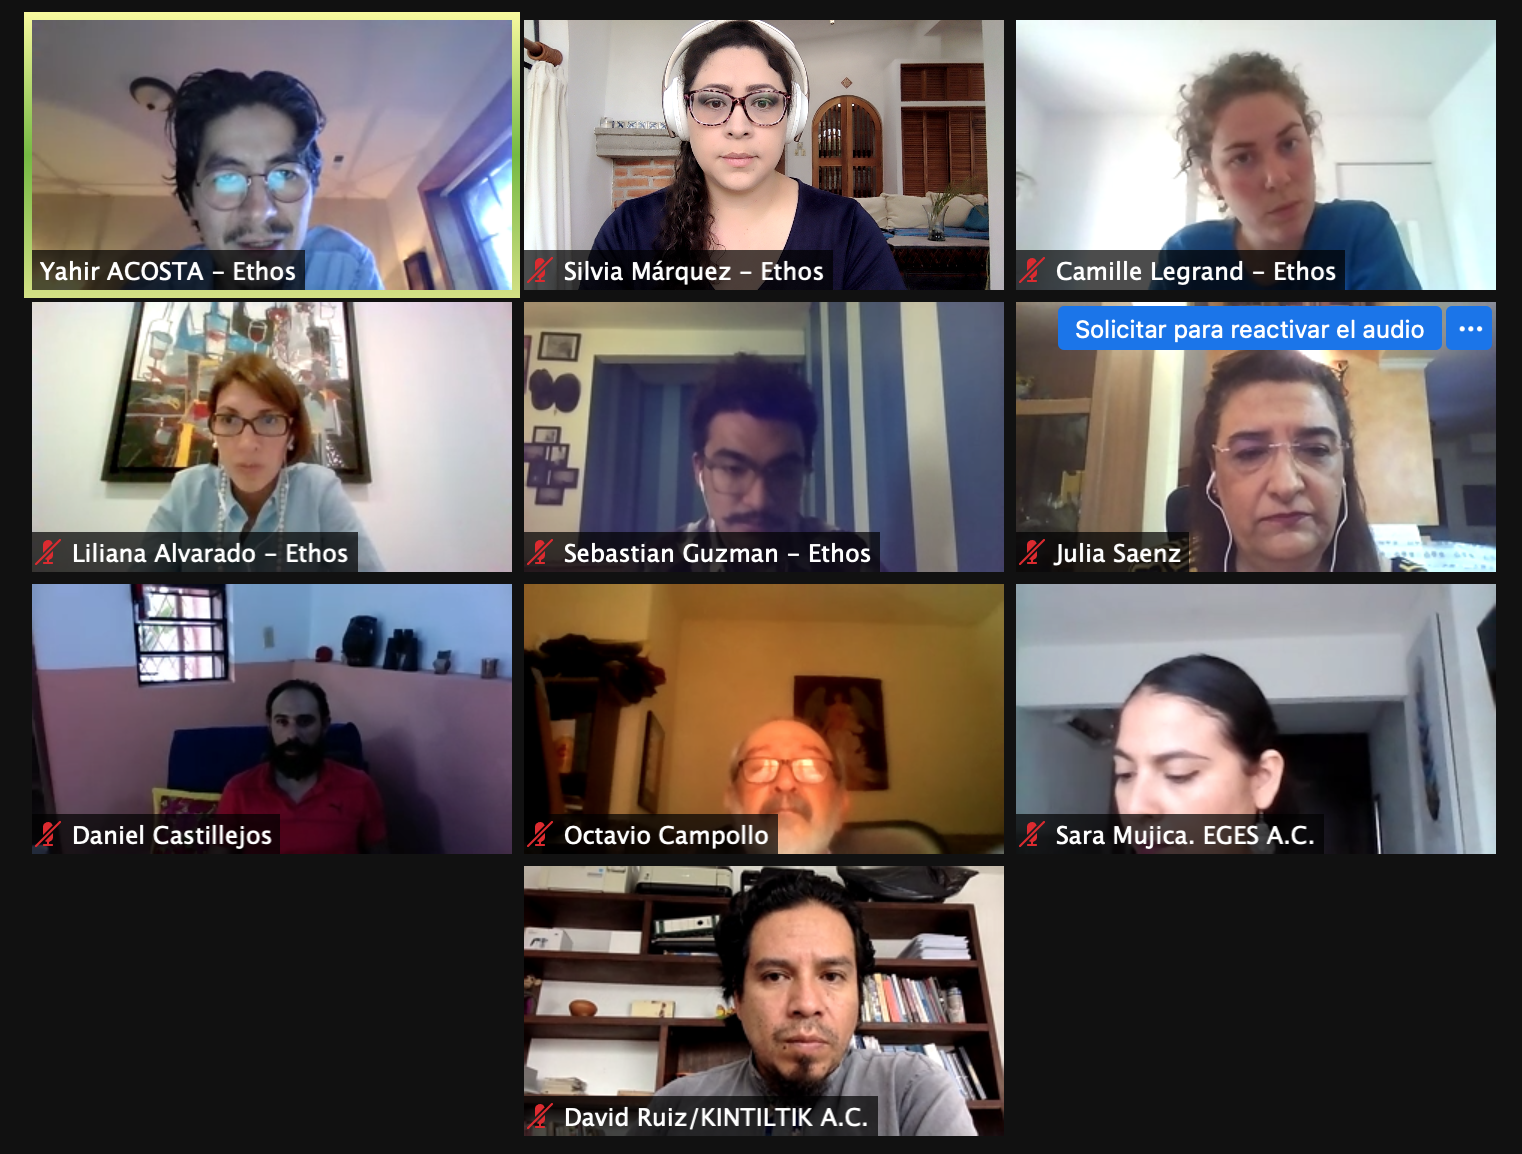 Yahir ACOSTA – Ethos
Silvia Márquez – Ethos
Camille Legrand – Ethos
Solicitar para reactivar el audio
Liliana Alvarado – Ethos
Sebastian Guzman – Ethos
Julia Saenz
Daniel Castillejos
Octavio Campollo
Sara Mujica. EGES A.C.
David Ruiz/KINTILTIK A.C.